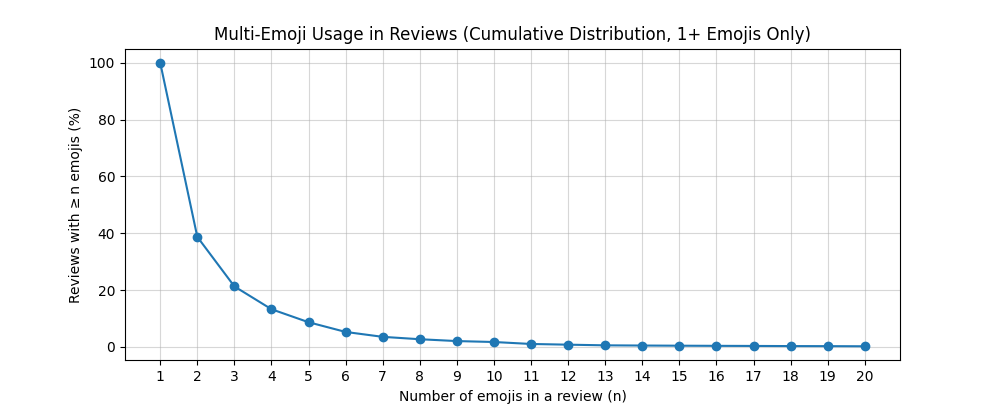 Multi-Emoji Usage in Reviews (Cumulative Distribution, 1+ Emojis Only)
Reviews with ≥ n emojis (%)
100
80
60
40
20
0
1 2 3 4 5 6 7 8 9 10 11 12 13 14 15 16 17 18 19 20
Number of emojis in a review (n)